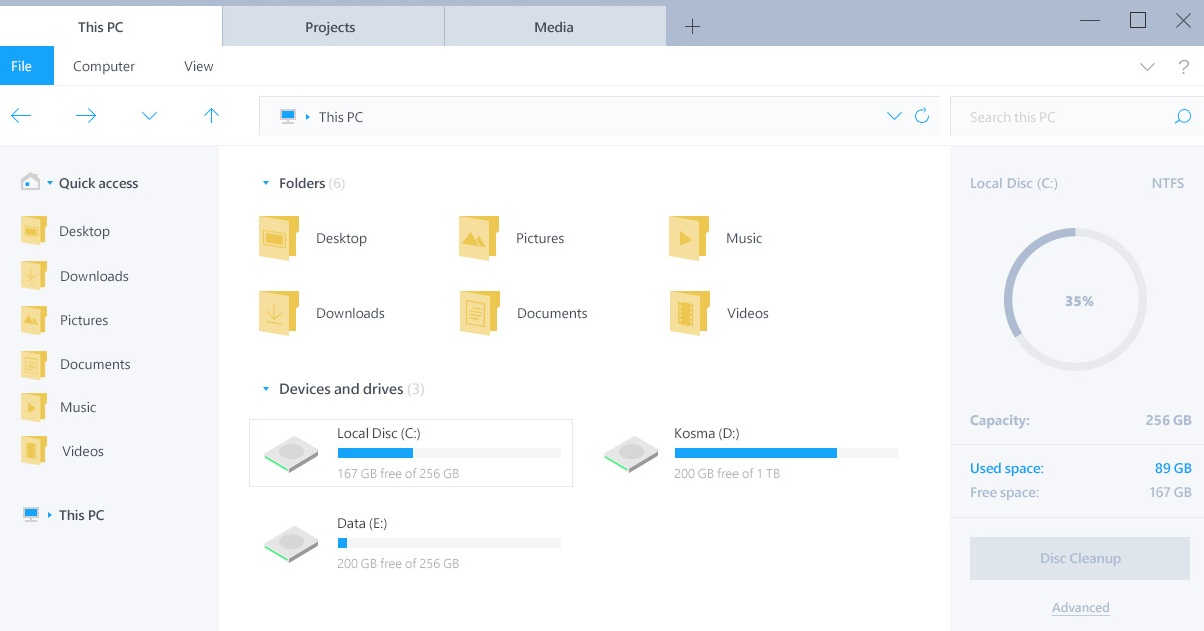 This PC
Projects
Media
File
Computer
View
?
This PC
Search this PC
Quick access
Desktop
Downloads
Pictures
Documents
Music
Videos
This PC
Folders (6)
Desktop
Pictures
Music
Downloads
Documents
Videos
Devices and drives (3)
Local Disc (C:)
167 GB free of 256 GB
Kosma (D:)
200 GB free of 1 TB
Data (E:)
200 GB free of 256 GB
Local Disc (C:) NTFS
35%
Capacity: 256 GB
Used space: 89 GB
Free space: 167 GB
Disc Cleanup
Advanced